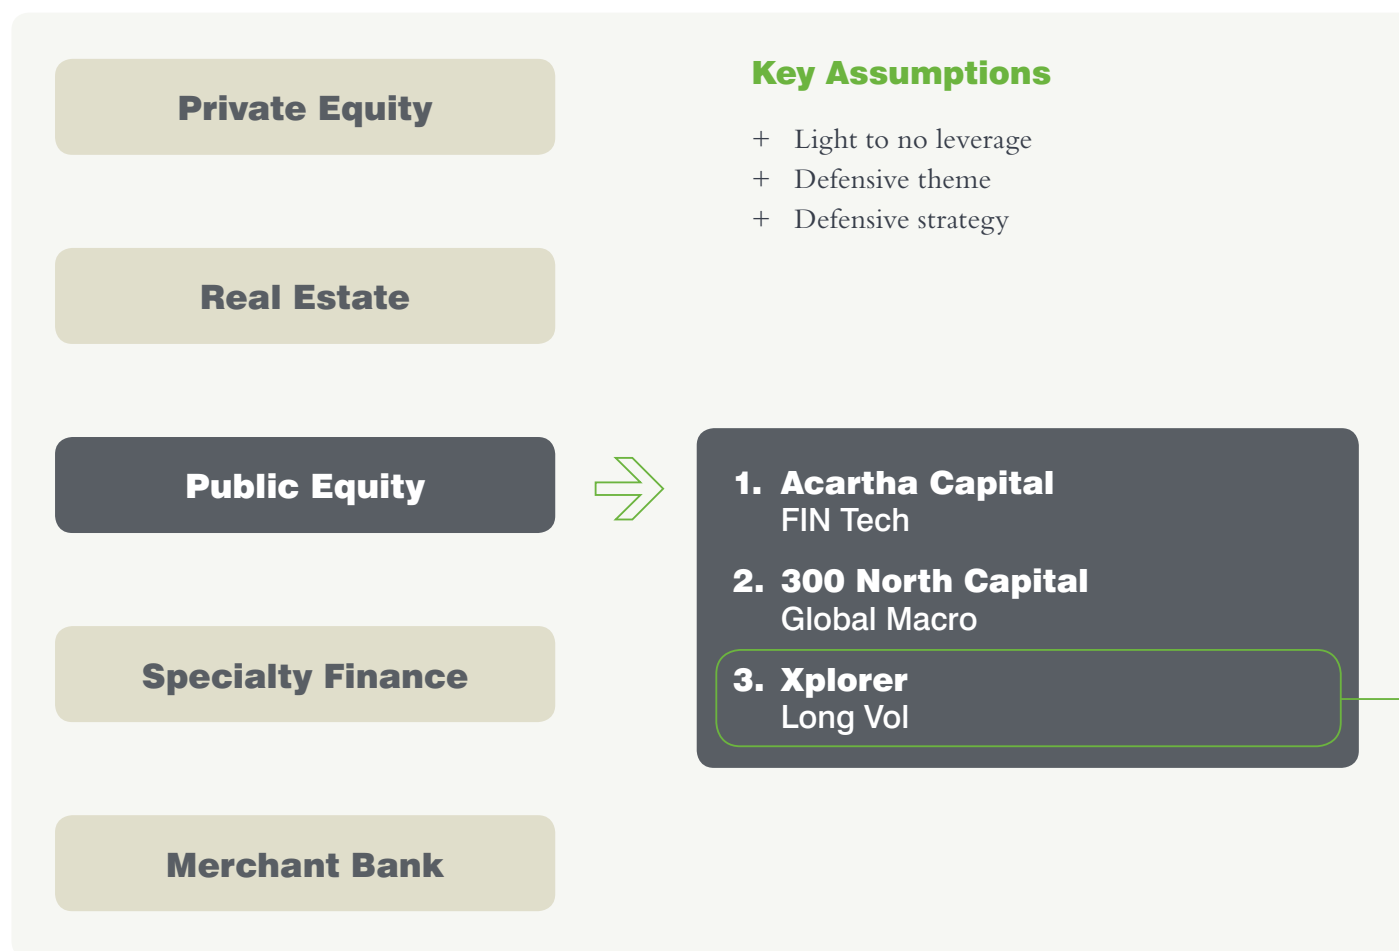 Private Equity
Real Estate
Public Equity
Specialty Finance
Merchant Bank
Key Assumptions
+ Light to no leverage
+ Defensive theme
+ Defensive strategy
1. Acartha Capital
FIN Tech
2. 300 North Capital
Global Macro
3. Xplorer
Long Vol